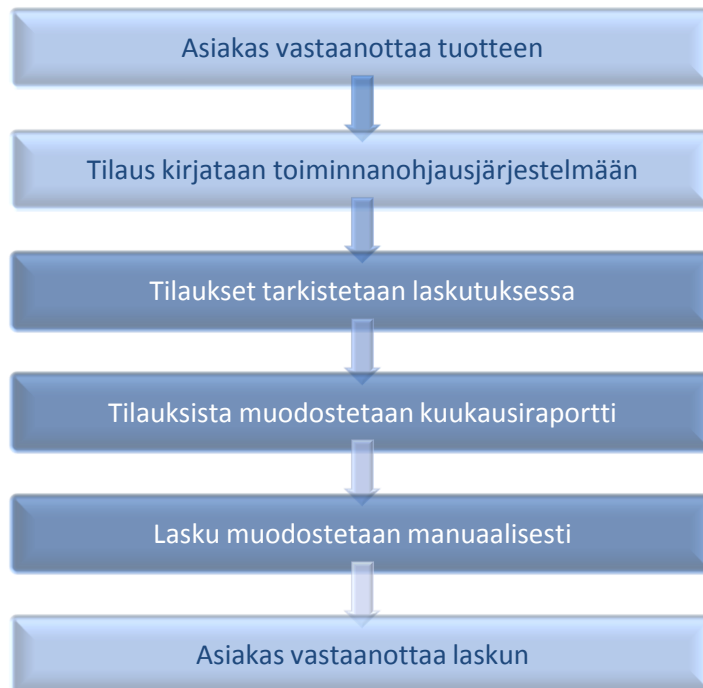 Asiakas vastaanottaa tuotteen
Tilaus kirjataan toiminnanohjausjärjestelmään
Tilaukset tarkistetaan laskutuksessa
Tilauksista muodostetaan kuukausiraportti
Lasku muodostetaan manuaalisesti
Asiakas vastaanottaa laskun